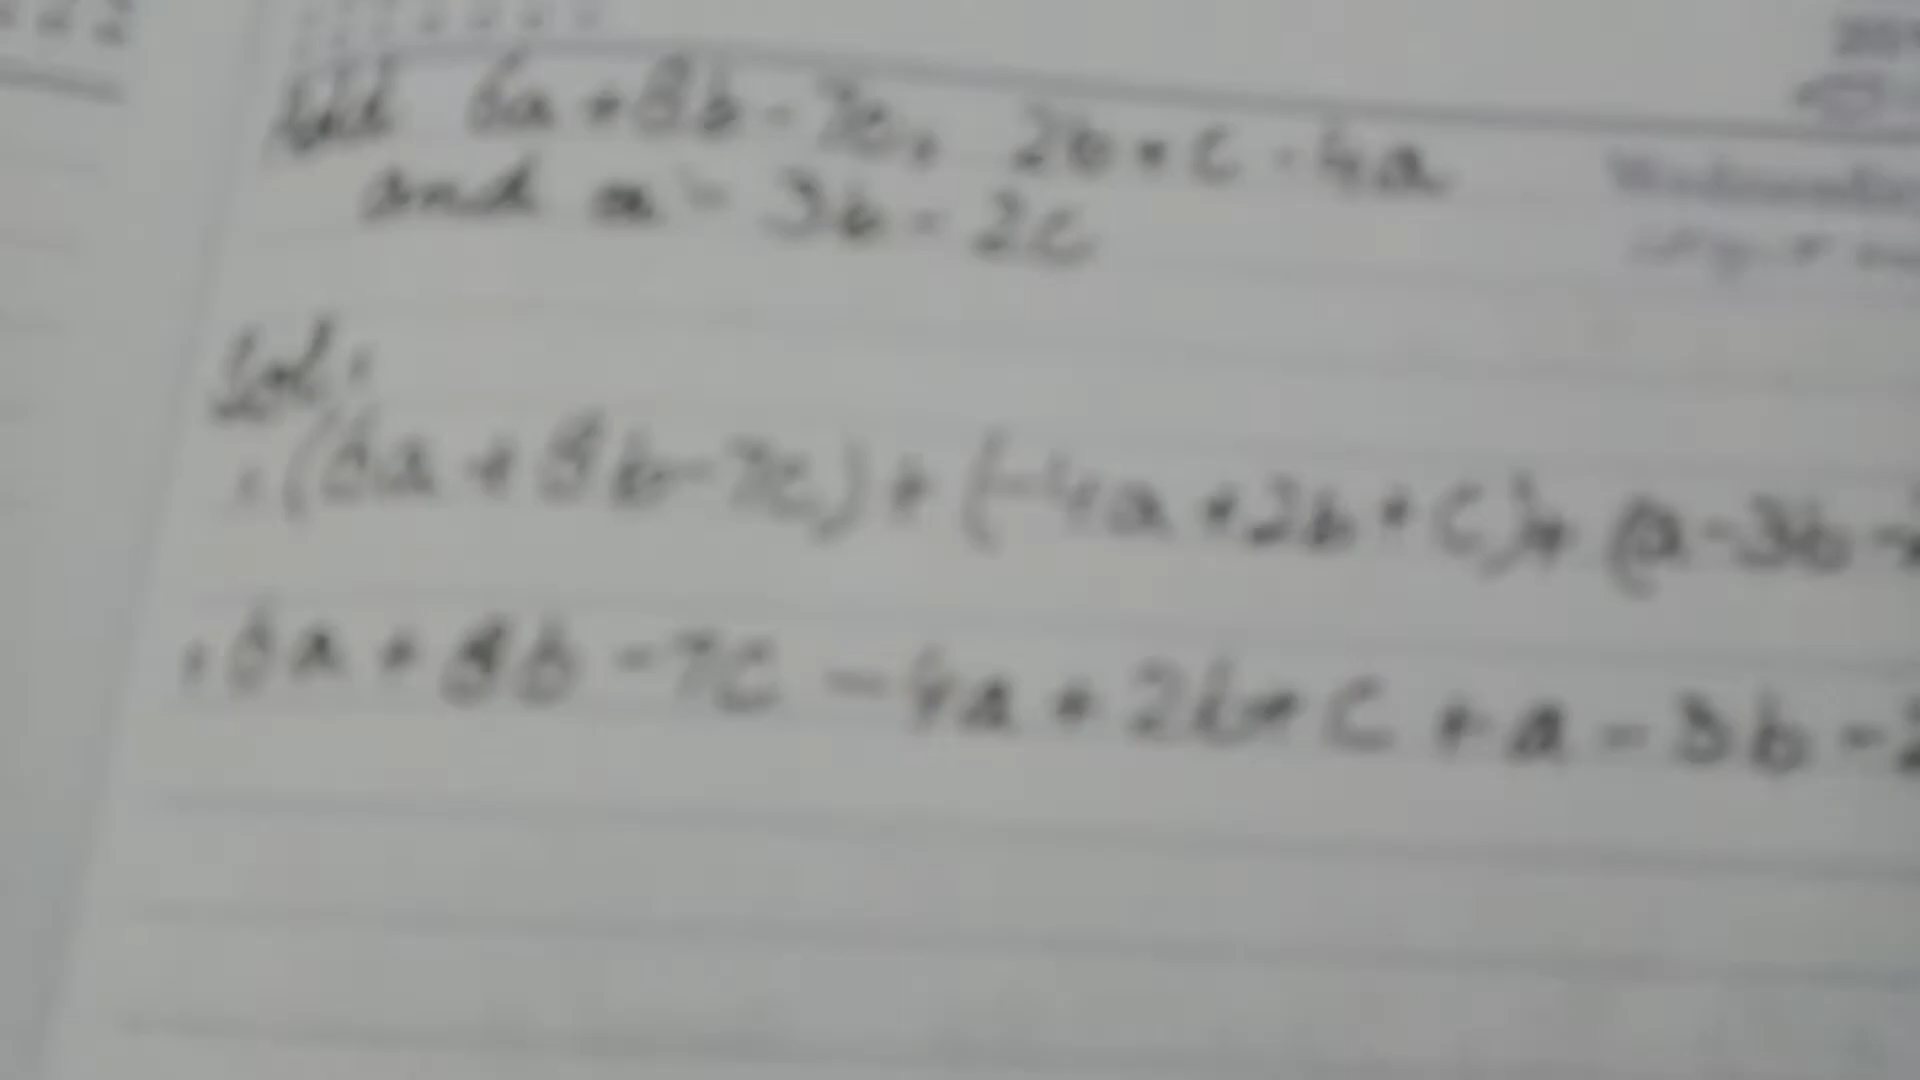 Add 6a + 8b - 7c, 2b + c - 4a
and a - 3b - 2c
Sol:
= (6a + 8b - 7c) + (-4a + 2b + c) + (a - 3b -
= 6a + 8b - 7c - 4a + 2b + c + a - 3b - 2